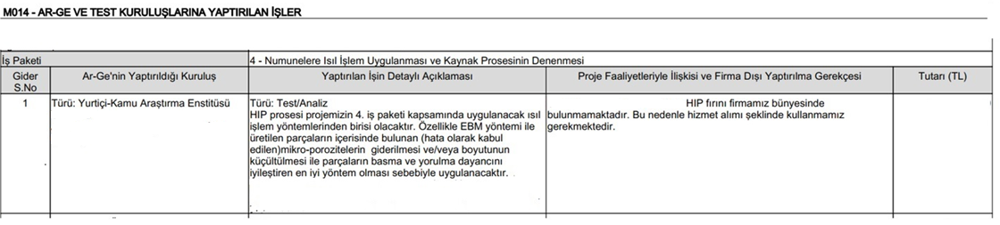 M014 - AR-GE VE TEST KURULUŞLARINA YAPTIRILAN İŞLER
İş Paketi
4 - Numunelere Isıl İşlem Uygulanması ve Kaynak Prosesinin Denenmesi
Gider S.No
Ar-Ge'nin Yaptırıldığı Kuruluş
Yaptırılan İşin Detaylı Açıklaması
Proje Faaliyetleriyle İlişkisi ve Firma Dışı Yaptırılma Gerekçesi
Tutarı (TL)
1
Türü: Yurtiçi-Kamu Araştırma Enstitüsü
Türü: Test/Analiz
HIP prosesi projemizin 4. iş paketi kapsamında uygulanacak ısıl
işlem yöntemlerinden birisi olacaktır. Özellikle EBM yöntemi ile
üretilen parçaların içerisinde bulunan (hata olarak kabul
edilen)mikro-porozitelerin giderilmesi ve/veya boyutunun
küçültülmesi ile parçaların basma ve yorulma dayancını
iyileştiren en iyi yöntem olması sebebiyle uygulanacaktır.
HIP fırını firmamız bünyesinde
bulunmamaktadır. Bu nedenle hizmet alımı şeklinde kullanmamız
gerekmektedir.